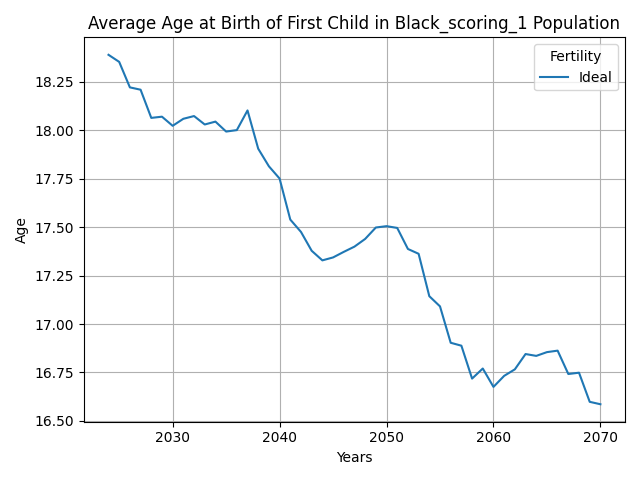 Average Age at Birth of First Child in Black_scoring_1 Population
Fertility
Ideal
18.25
18.00
17.75
17.50
17.25
17.00
16.75
16.50
Age
2030 2040 2050 2060 2070
Years